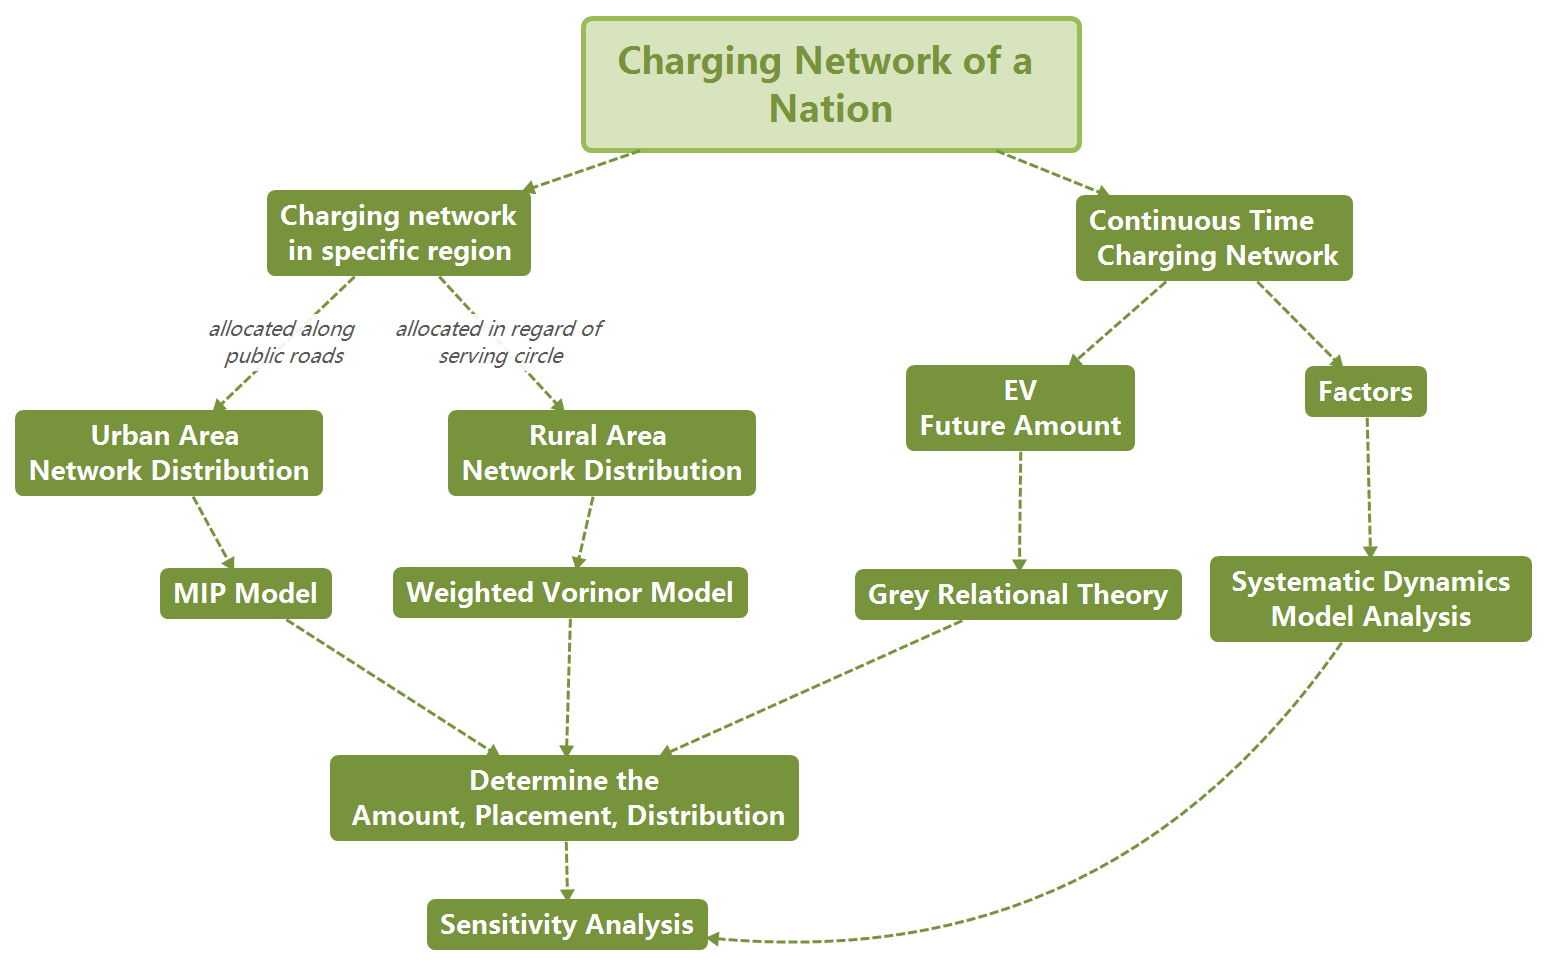 Charging Network of a
Nation
Charging network
in specific region
Continuous Time
Charging Network
allocated along
public roads
allocated in regard of
serving circle
EV
Future Amount
Factors
Urban Area
Network Distribution
Rural Area
Network Distribution
MIP Model
Weighted Vorinor Model
Grey Relational Theory
Systematic Dynamics
Model Analysis
Determine the
Amount, Placement, Distribution
Sensitivity Analysis